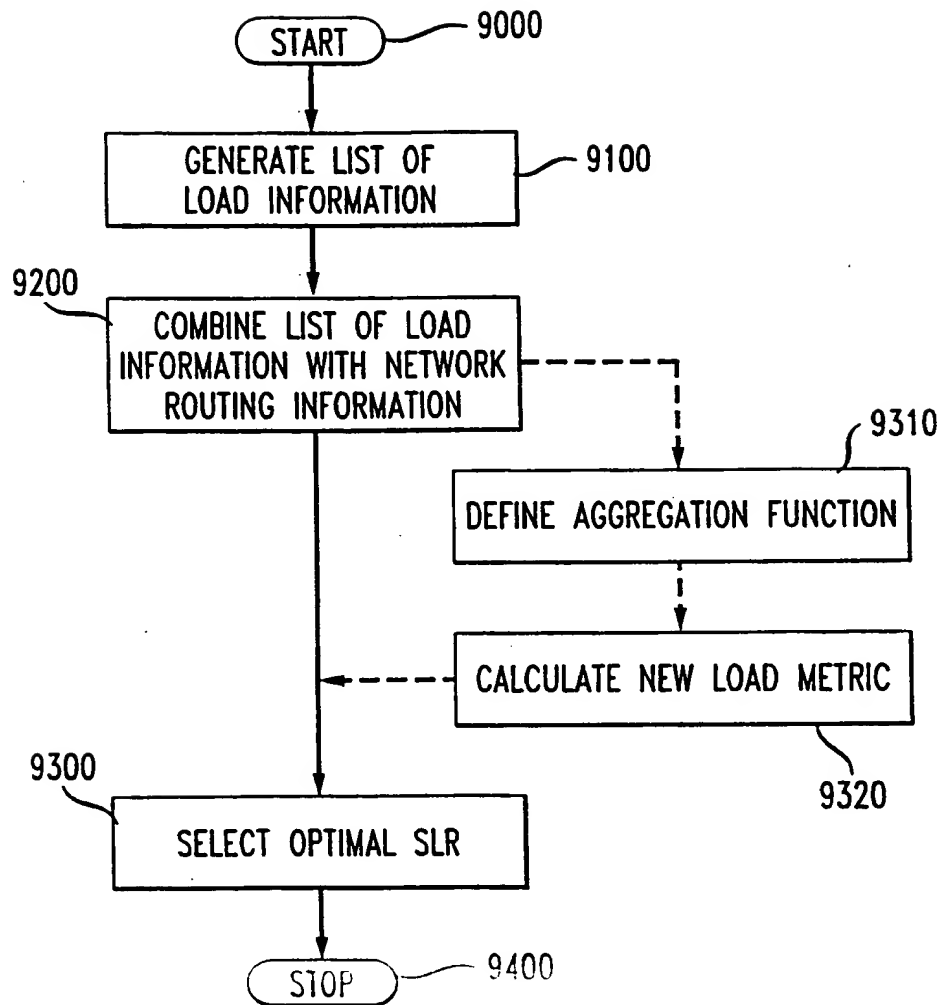 START
9000
GENERATE LIST OF
LOAD INFORMATION
9100
9200
COMBINE LIST OF LOAD
INFORMATION WITH NETWORK
ROUTING INFORMATION
9310
DEFINE AGGREGATION FUNCTION
CALCULATE NEW LOAD METRIC
9320
9300
SELECT OPTIMAL SLR
STOP
9400